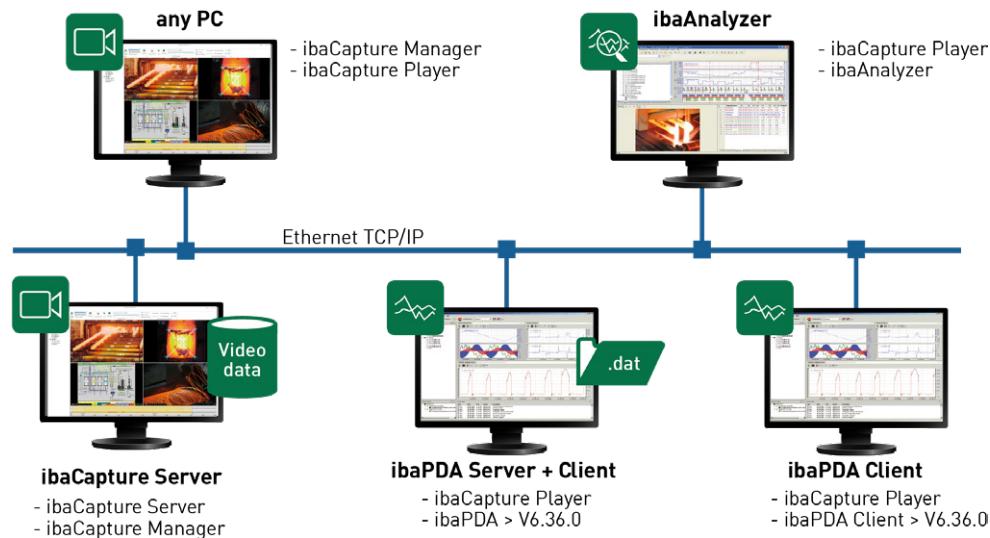 any PC
- ibaCapture Manager
- ibaCapture Player
ibaAnalyzer
- ibaCapture Player
- ibaAnalyzer
Ethernet TCP/IP
Video
data
.dat
ibaCapture Server
- ibaCapture Server
- ibaCapture Manager
ibaPDA Server + Client
- ibaCapture Player
- ibaPDA > V6.36.0
ibaPDA Client
- ibaCapture Player
- ibaPDA Client > V6.36.0